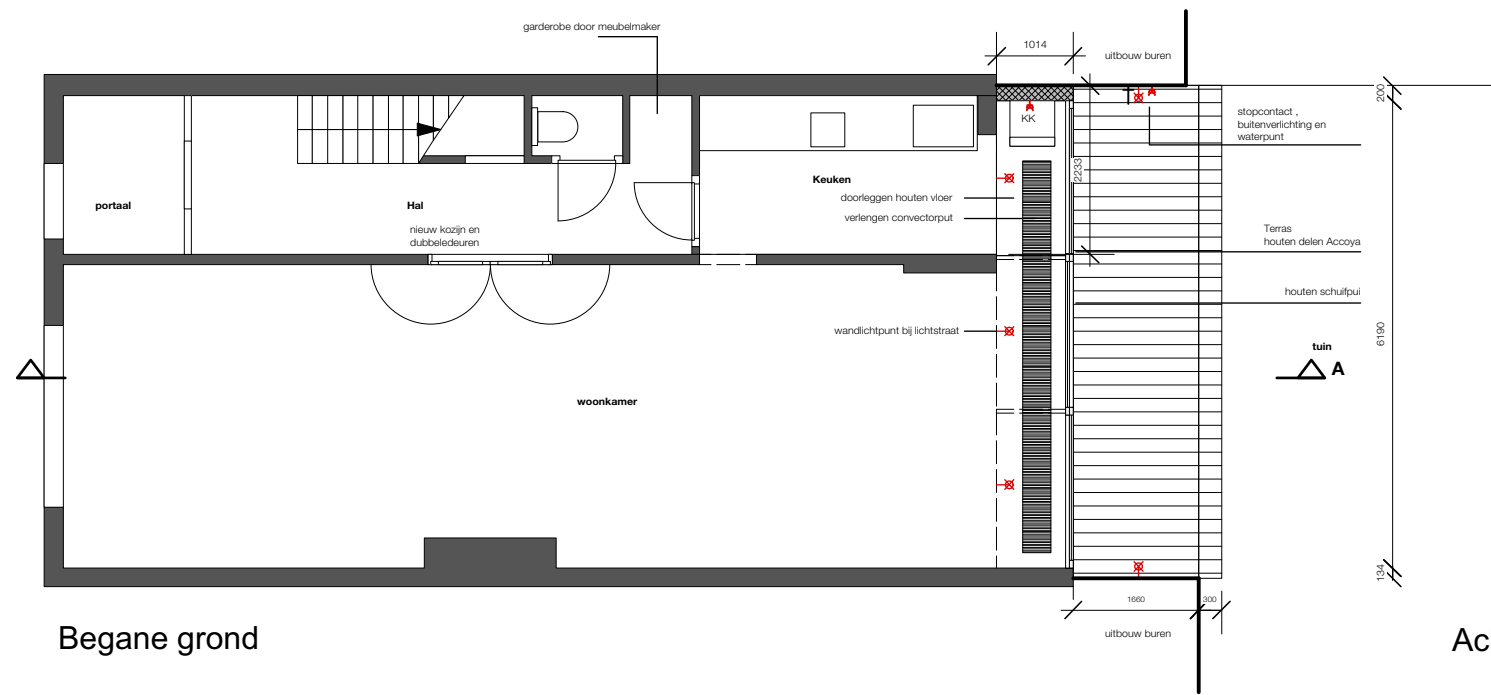 garderobe door meubelmaker
1014
uitbouw buren
200
KK
stopcontact ,
buitenverlichting en
waterpunt
2233
Keuken
portaal
Hal
doorleggen houten vloer
verlengen convectorput
nieuw kozijn en
dubbeledeuren
Terras
houten delen Accoya
houten schuifpui
wandlichtpunt bij lichtstraat
6190
tuin
A
woonkamer
134
1660
300
uitbouw buren
Begane grond
Ac